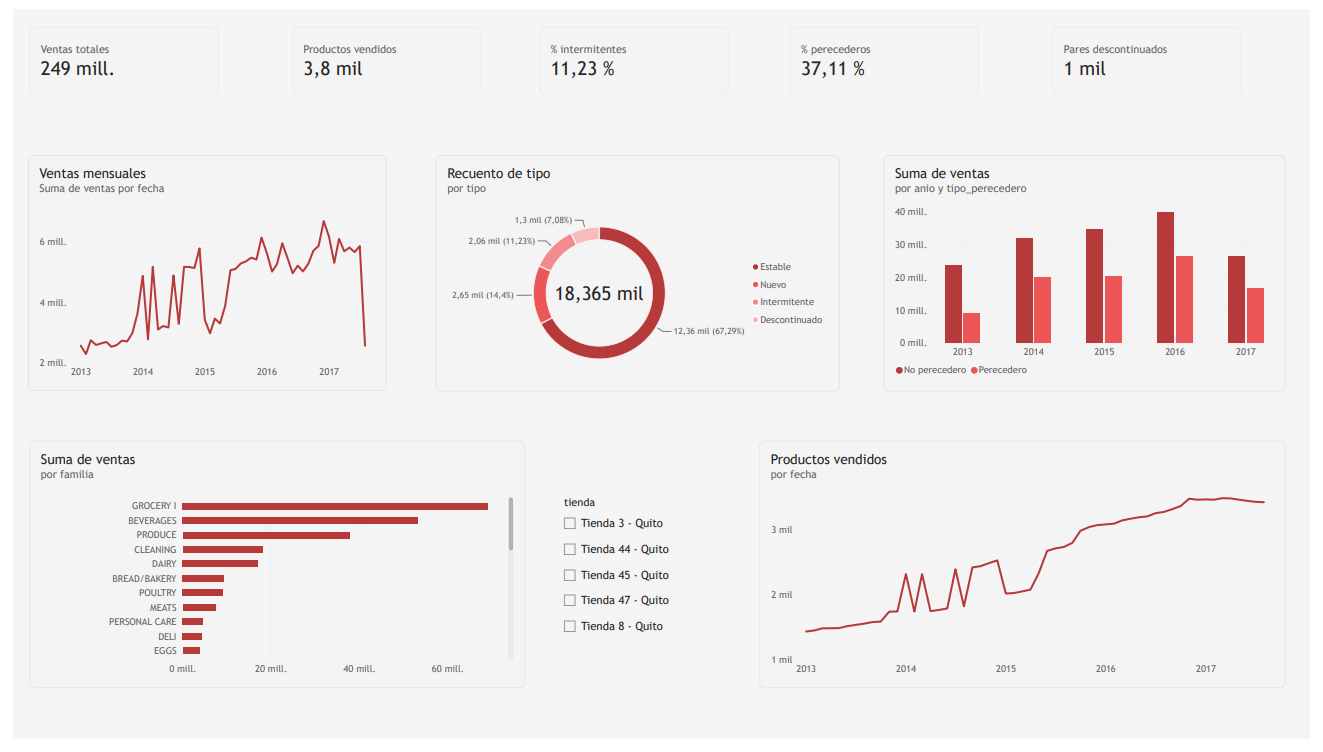 Ventas totales
249 mill.
Productos vendidos
3,8 mil
% intermitentes
11,23 %
% perecederos
37,11 %
Pares descontinuados
1 mil
Ventas mensuales
Suma de ventas por fecha
6 mill.
4 mill.
2 mill.
2013 2014 2015 2016 2017
Recuento de tipo
por tipo
1,3 mil (7,08%)
2,06 mil (11,23%)
2,65 mil (14,4%)
18,365 mil
12,36 mil (67,29%)
Estable
Nuevo
Intermitente
Descontinuado
Suma de ventas
por anio y tipo_perecedero
40 mill.
30 mill.
20 mill.
10 mill.
0 mill.
2013 2014 2015 2016 2017
No perecedero Perecedero
Suma de ventas
por familia
GROCERY I
BEVERAGES
PRODUCE
CLEANING
DAIRY
BREAD/BAKERY
POULTRY
MEATS
PERSONAL CARE
DELI
EGGS
0 mill. 20 mill. 40 mill. 60 mill.
tienda
Tienda 3 - Quito
Tienda 44 - Quito
Tienda 45 - Quito
Tienda 47 - Quito
Tienda 8 - Quito
Productos vendidos
por fecha
3 mil
2 mil
1 mil
2013 2014 2015 2016 2017